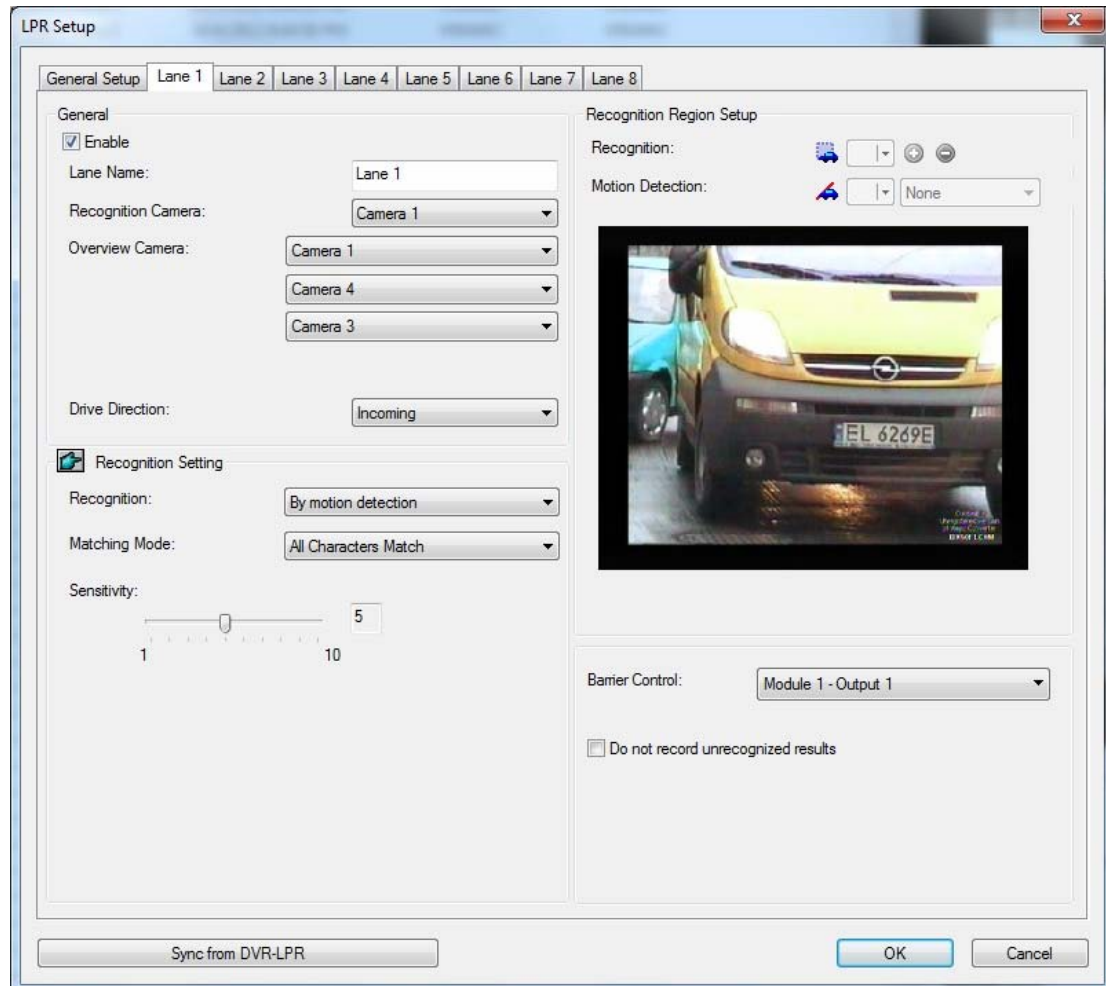 LPR Setup
General Setup Lane 1 Lane 2 Lane 3 Lane 4 Lane 5 Lane 6 Lane 7 Lane 8
General
Enable
Lane Name: Lane 1
Recognition Camera: Camera 1
Overview Camera: Camera 1
Camera 4
Camera 3
Drive Direction: Incoming
Recognition Setting
Recognition: By motion detection
Matching Mode: All Characters Match
Sensitivity:
5
1 10
Recognition Region Setup
Recognition:
Motion Detection: None
EL 6269E
Barrier Control: Module 1 - Output 1
Do not record unrecognized results
Sync from DVR-LPR
OK Cancel